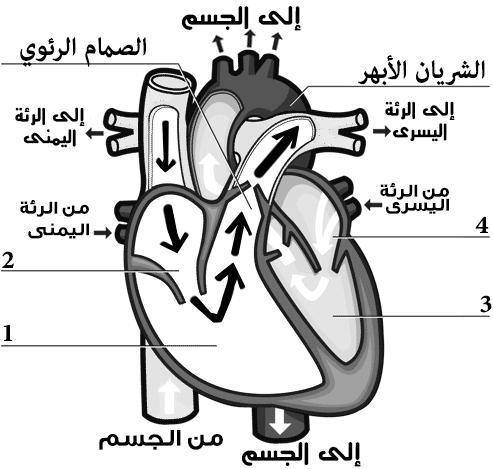 إلى الجسم
الصمام الرئوي
الشريان الأبهر
إلى الرئة
اليمنى
إلى الرئة
اليسرى
من الرئة
اليمنى
من الرئة
اليسرى
4
2
3
1
من الجسم
إلى الجسم